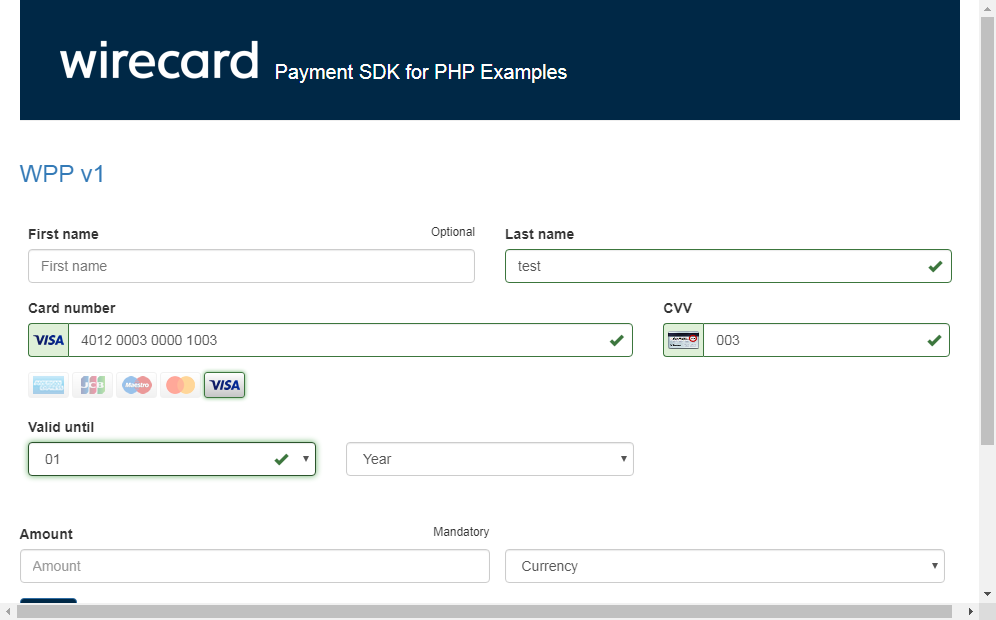 wirecard Payment SDK for PHP Examples
WPP v1
First name Optional Last name
First name test
Card number CVV
VISA 4012 0003 0000 1003 003
JCB Maestro VISA
Valid until
01 Year
Amount Mandatory
Amount Currency